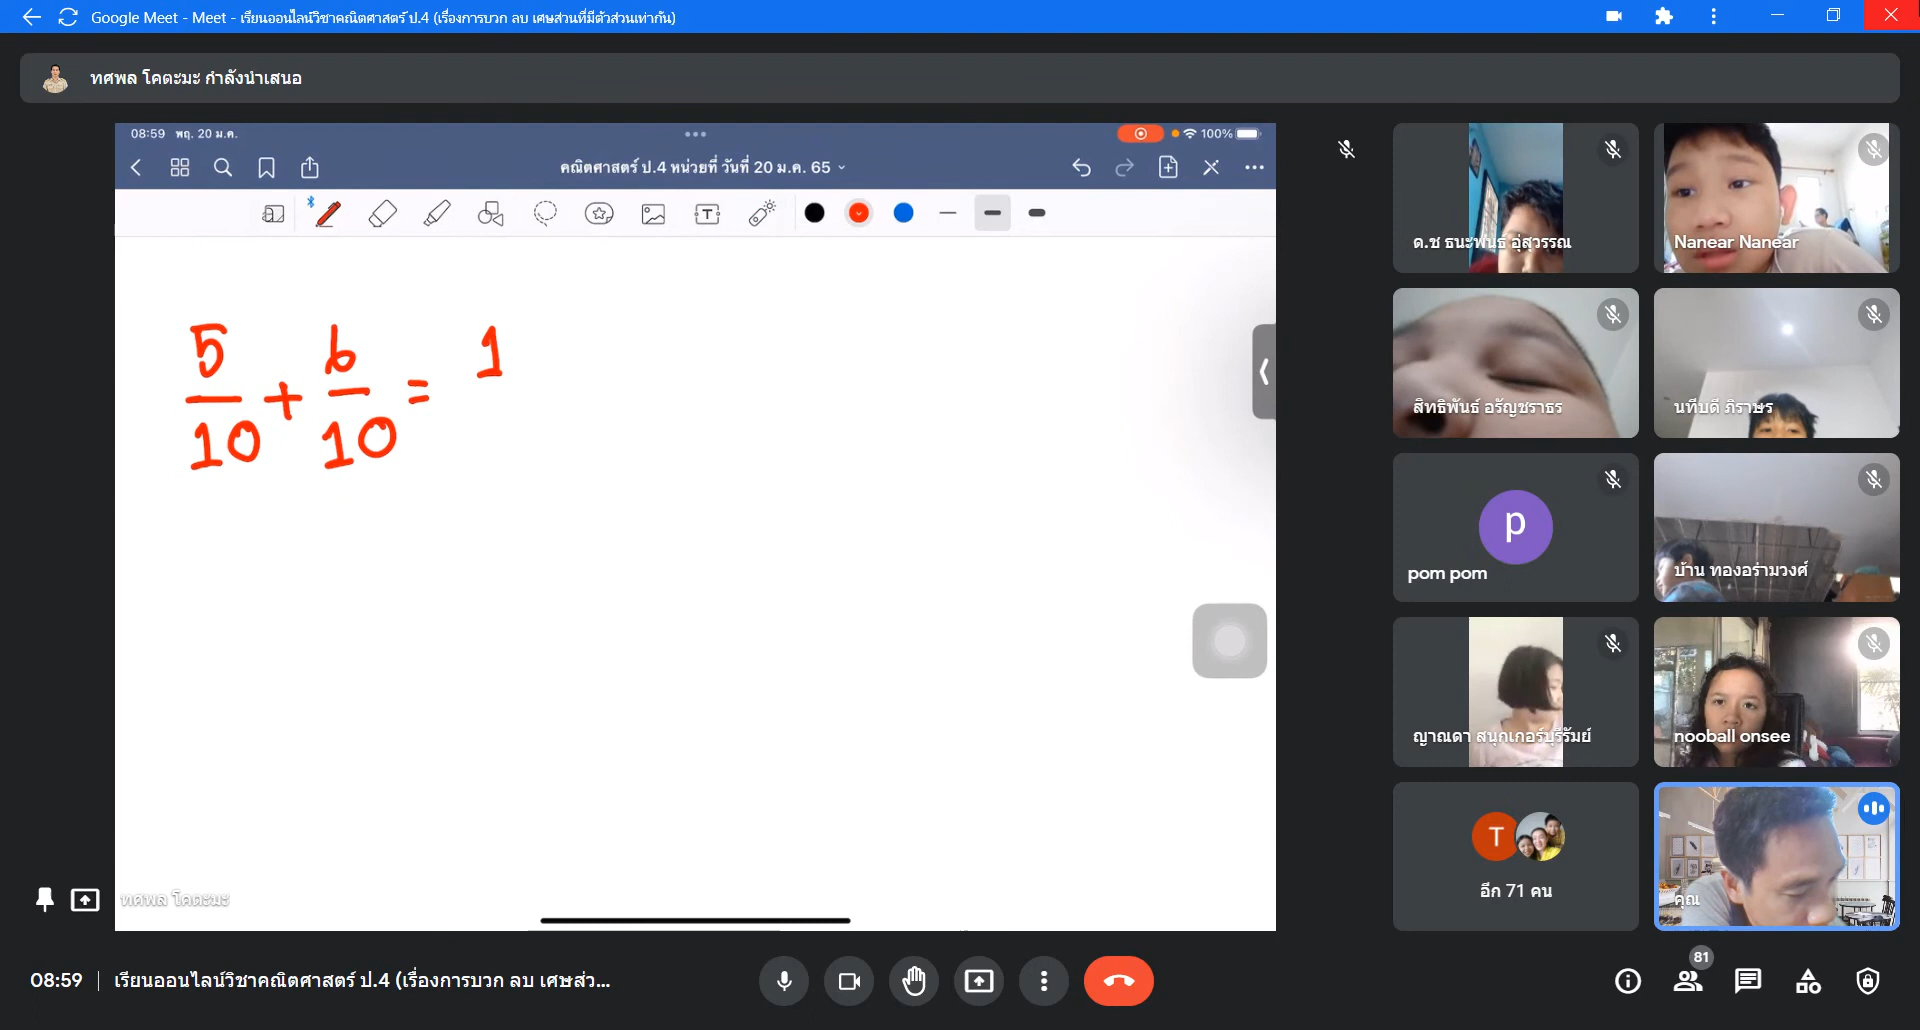 Google Meet - Meet - เรียนออนไลน์วิชาคณิตศาสตร์ ป.4 (เรื่องการบวก ลบ เศษส่วนที่มีตัวส่วนเท่ากัน)
ทศพล โคตะมะ กำลังนำเสนอ
08:59 พฤ. 20 ม.ค.
100%
คณิตศาสตร์ ป.4 หน่วยที่ วันที่ 20 ม.ค. 65
T
5/10 + 6/10 = 1
ทศพล โคตะมะ
ด.ช ธนะพันธ์ อุ่สุวรรณ
Nanear Nanear
สิทธิพันธ์ อรัญชราธร
นทีบดี ภิราษร
p
pom pom
บ้าน ทองอร่ามวงศ์
ญาณดา สนุกเกอร์บุรีรัมย์
nooball onsee
T
อีก 71 คน
คุณ
08:59
เรียนออนไลน์วิชาคณิตศาสตร์ ป.4 (เรื่องการบวก ลบ เศษส่ว...
81